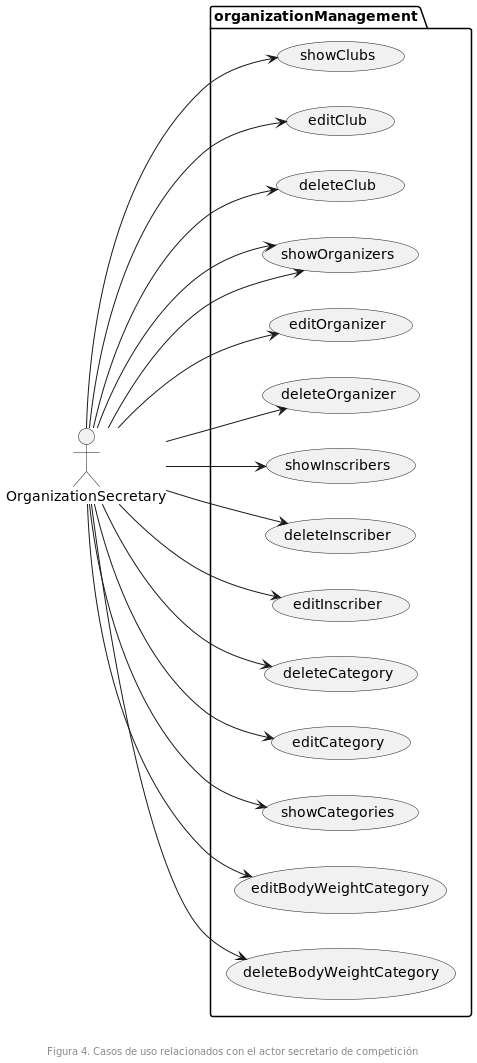 organizationManagement
showClubs
editClub
deleteClub
showOrganizers
editOrganizer
deleteOrganizer
showInscribers
OrganizationSecretary
deleteInscriber
editInscriber
deleteCategory
editCategory
showCategories
editBodyWeightCategory
deleteBodyWeightCategory
Figura 4. Casos de uso relacionados con el actor secretario de competición